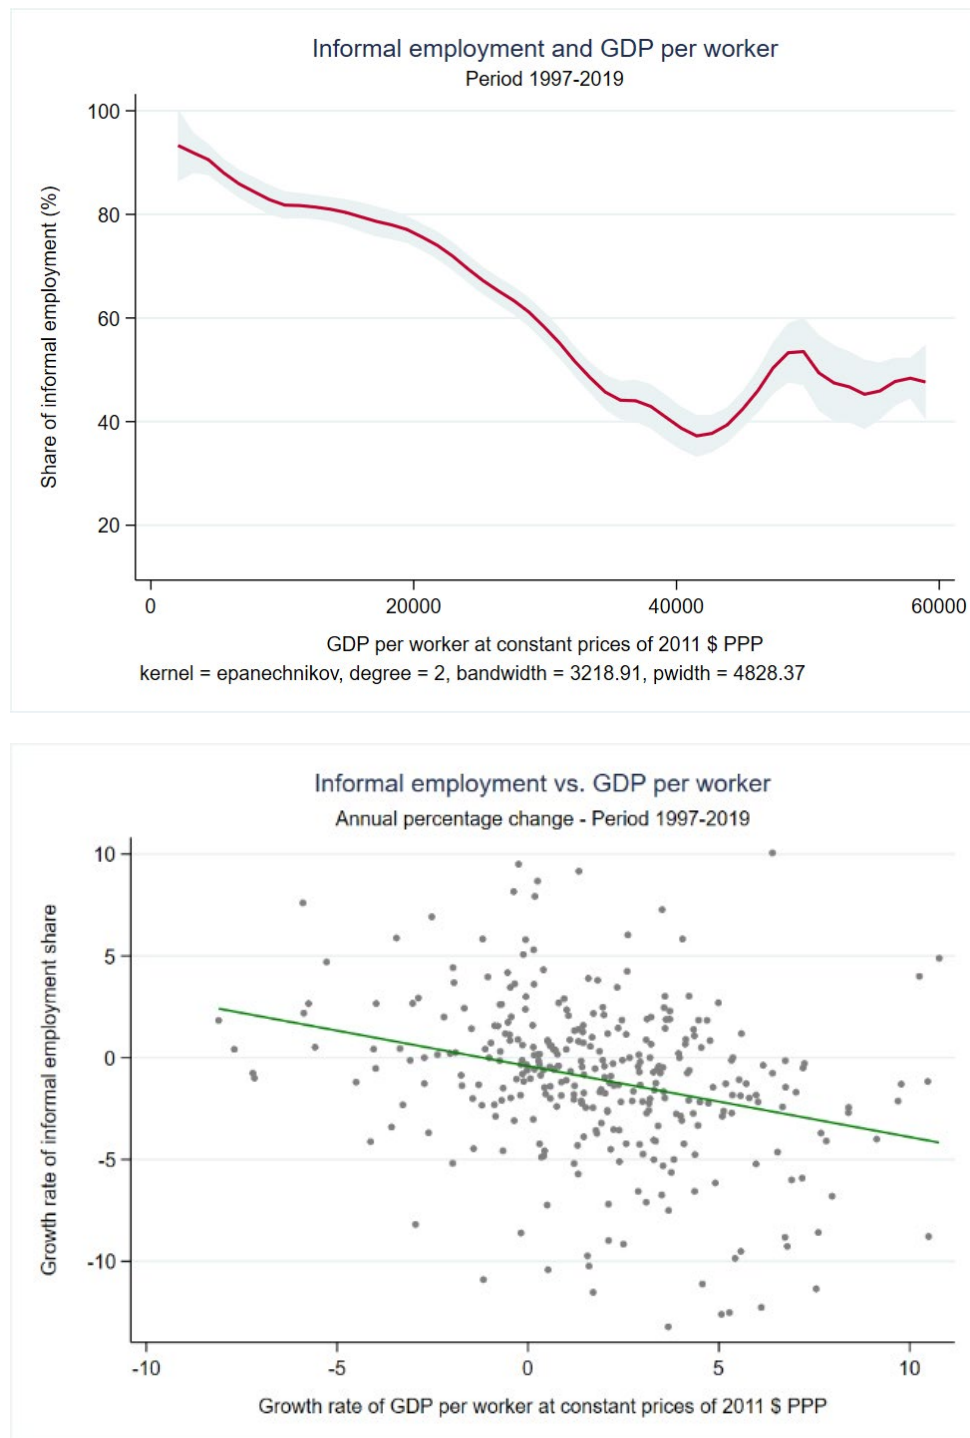 Informal employment and GDP per worker
Period 1997-2019
Share of informal employment (%)
100
80
60
40
20
0 20000 40000 60000
GDP per worker at constant prices of 2011 $ PPP
kernel = epanechnikov, degree = 2, bandwidth = 3218.91, pwidth = 4828.37
Informal employment vs. GDP per worker
Annual percentage change - Period 1997-2019
Growth rate of informal employment share
10
5
0
-5
-10
-10 -5 0 5 10
Growth rate of GDP per worker at constant prices of 2011 $ PPP